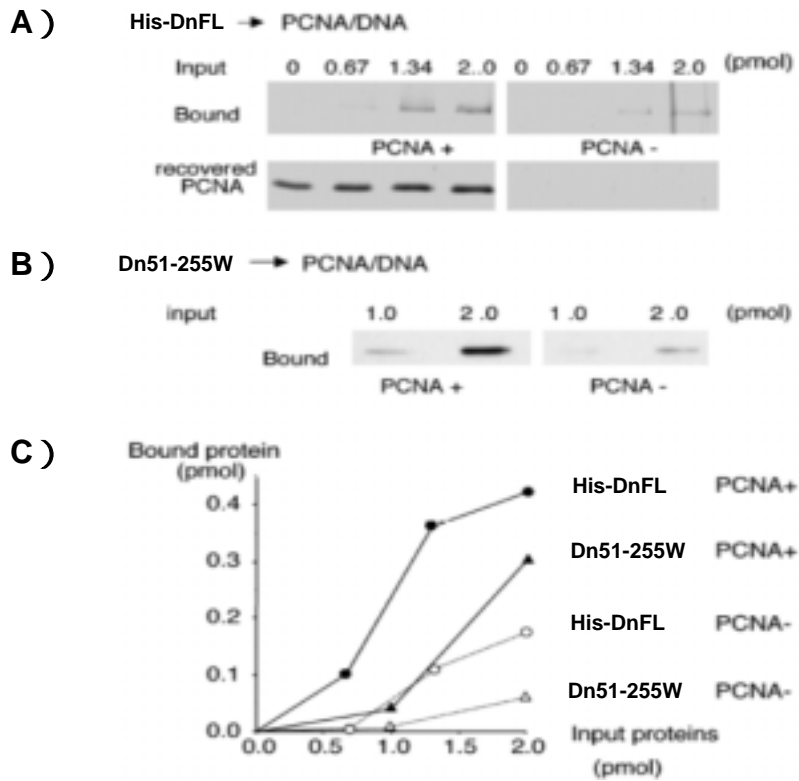 A) His-DnFL → PCNA/DNA
Input 0 0.67 1.34 2..0 0 0.67 1.34 2.0 (pmol)
Bound
PCNA + PCNA -
recovered
PCNA
B) Dn51-255W → PCNA/DNA
input 1.0 2.0 1.0 2.0 (pmol)
Bound
PCNA + PCNA -
C) Bound protein
(pmol)
0.4
0.3
0.2
0.1
0.0
0.0 0.5 1.0 1.5 2.0
Input proteins
(pmol)
His-DnFL PCNA+
Dn51-255W PCNA+
His-DnFL PCNA-
Dn51-255W PCNA-